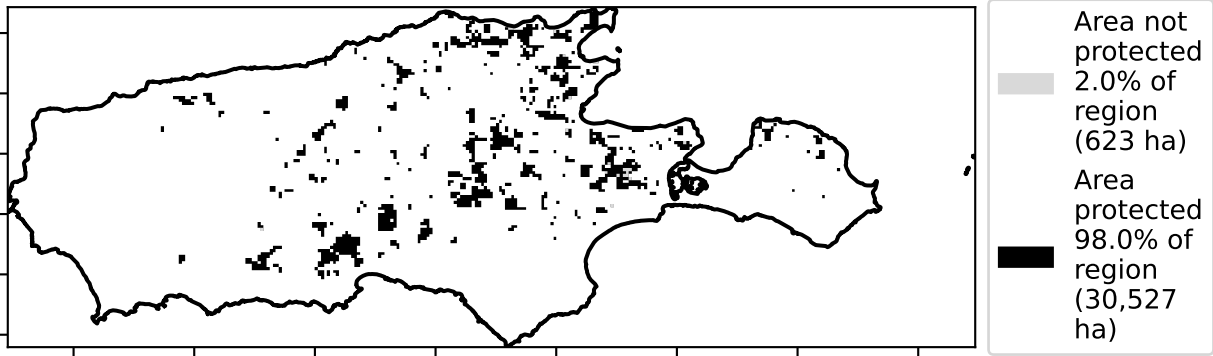 Area not
protected
2.0% of
region
(623 ha)
Area
protected
98.0% of
region
(30,527
ha)